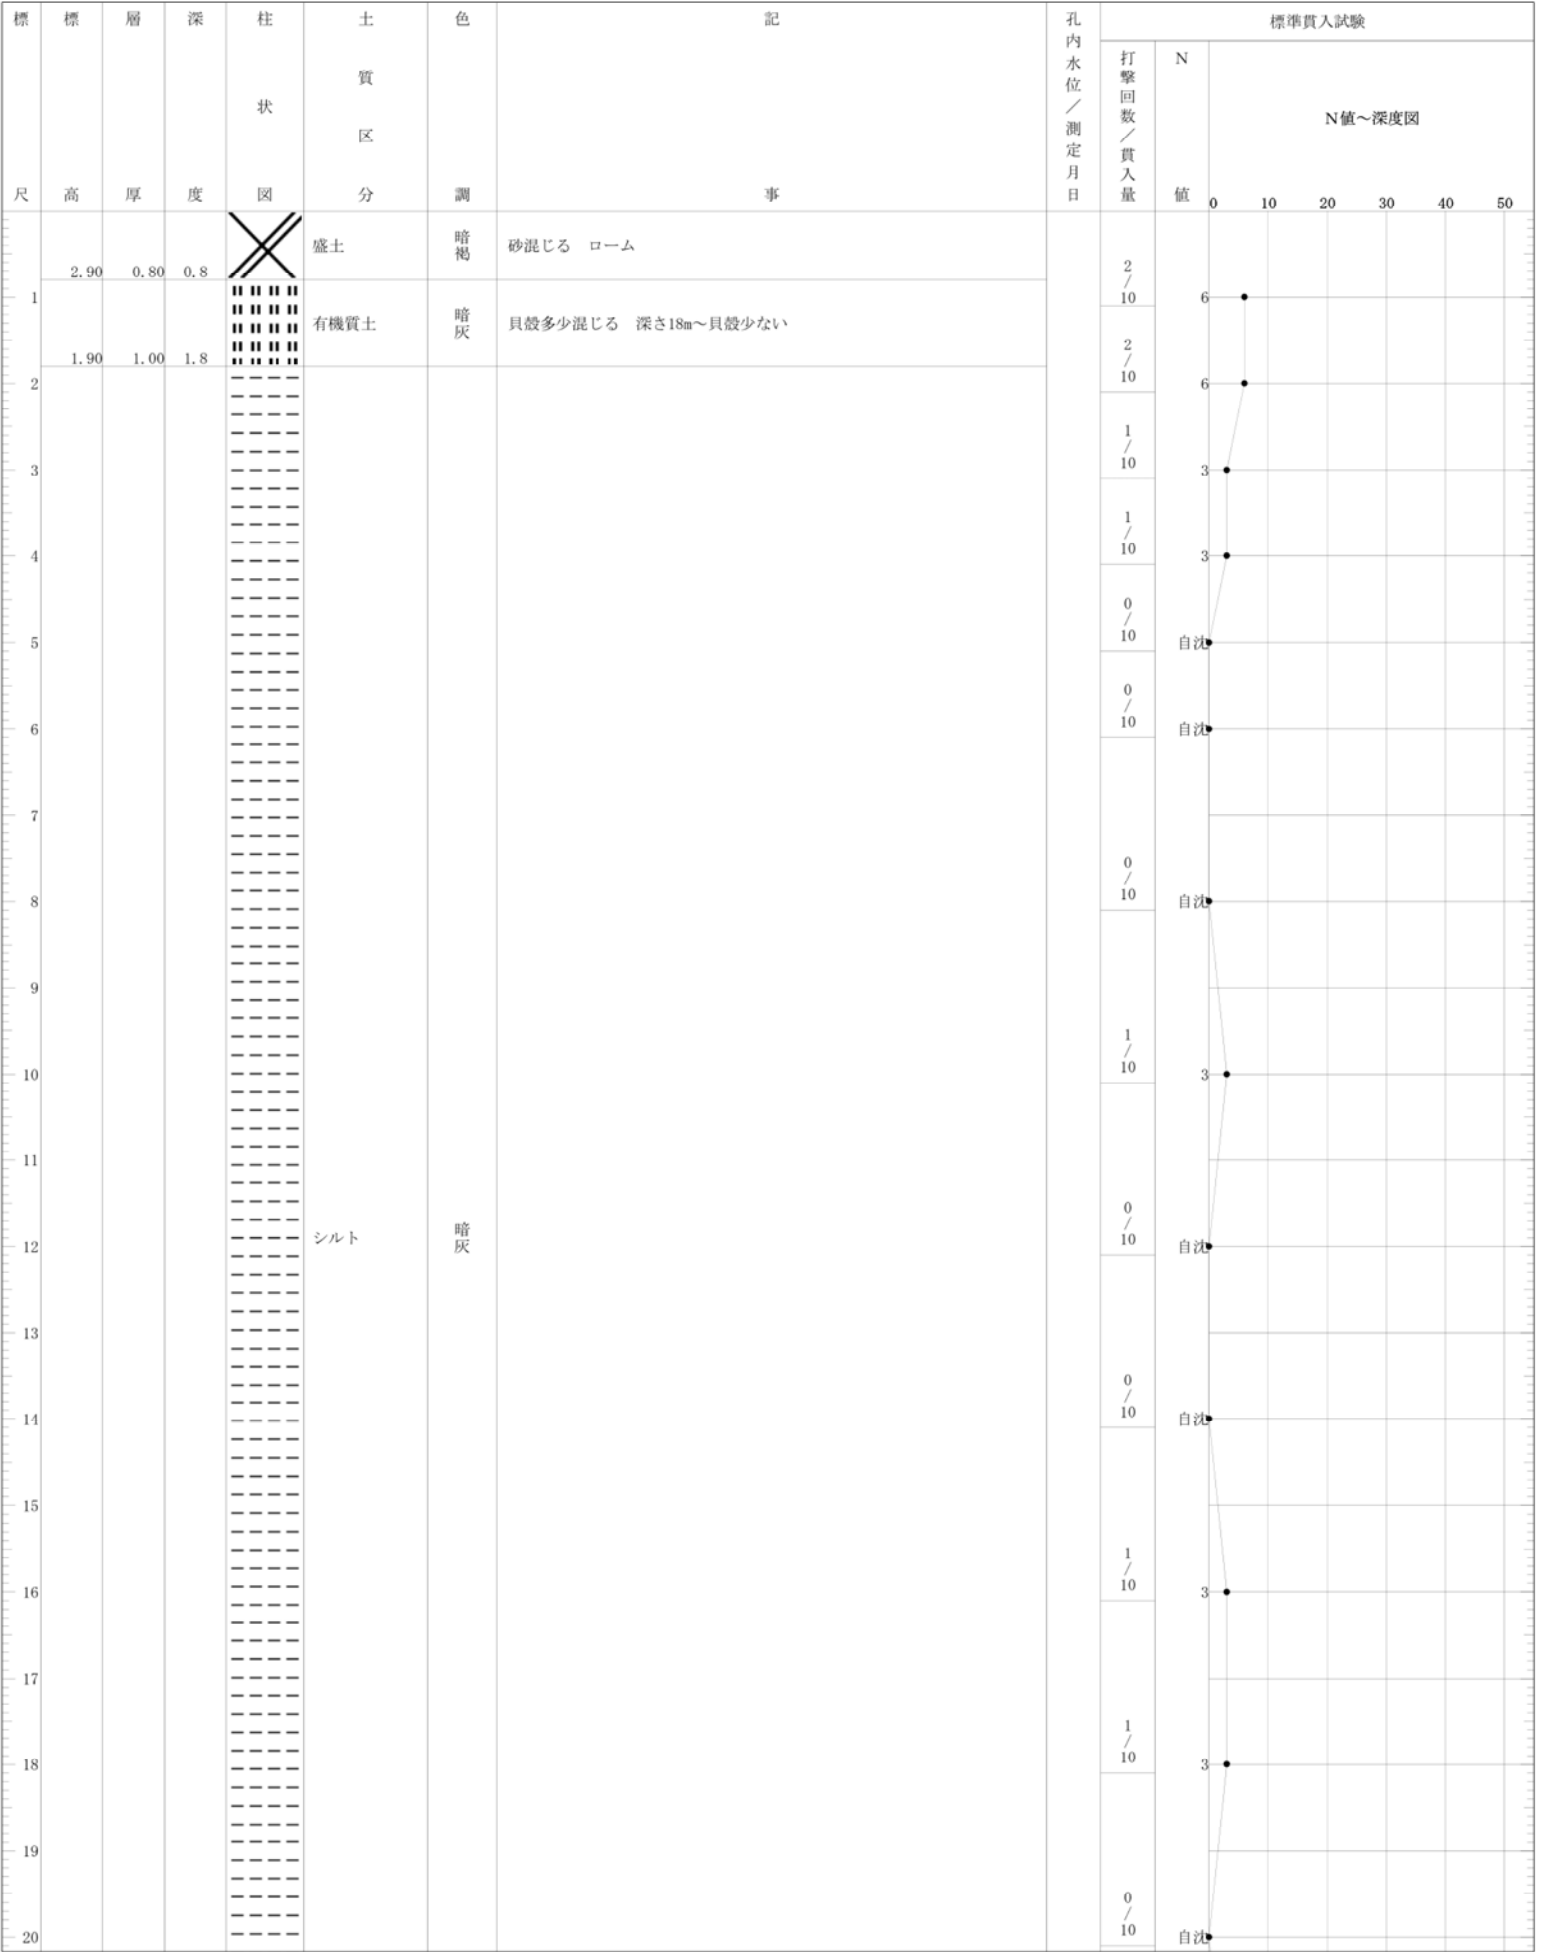 標尺
標高
層厚
深度
柱状図
土質区分
色調
記事
孔内水位/測定月日
標準貫入試験
打撃回数/貫入量
N値
N値~深度図
0 10 20 30 40 50
2.90 0.80 0.8 盛土 暗褐 砂混じる ローム
2/10
1 6
1.90 1.00 1.8 有機質土 暗灰 貝殻多少混じる 深さ18m~貝殻少ない
2/10
2 6
1/10
3 3
1/10
4 3
0/10
5 自沈
0/10
6 自沈
7
0/10
8 自沈
9
1/10
10 3
11
シルト 暗灰
0/10
12 自沈
13
0/10
14 自沈
15
1/10
16 3
17
1/10
18 3
19
0/10
20 自沈